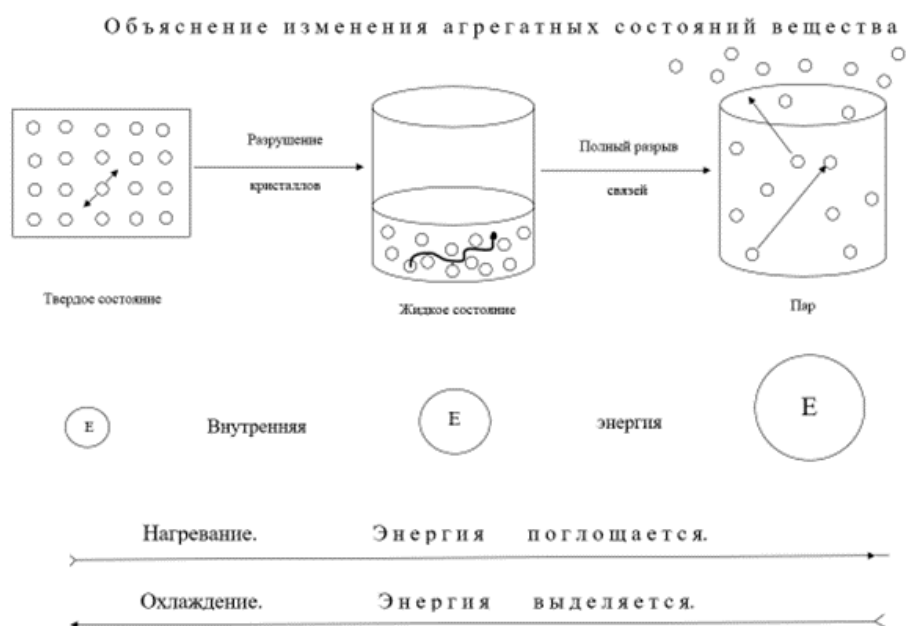 Объяснение изменения агрегатных состояний вещества
Разрушение
кристаллов
Полный разрыв
связей
Твердое состояние
Жидкое состояние
Пар
E
Внутренняя
E
энергия
E
Нагревание. Энергия поглощается.
Охлаждение. Энергия выделяется.